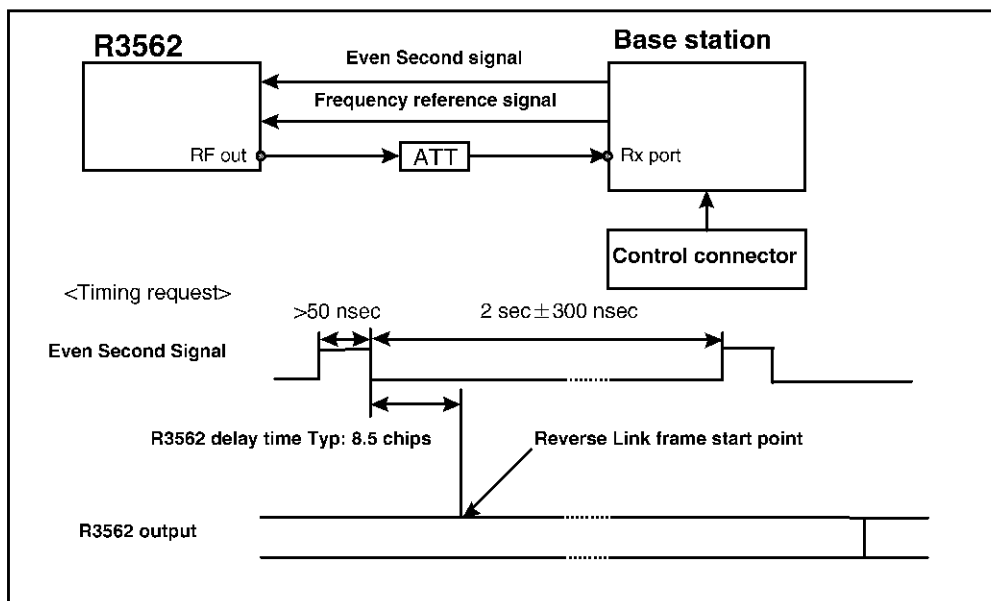 R3562
Base station
Even Second signal
Frequency reference signal
RF out
ATT
Rx port
Control connector
<Timing request>
>50 nsec
2 sec±300 nsec
Even Second Signal
R3562 delay time Typ: 8.5 chips
Reverse Link frame start point
R3562 output